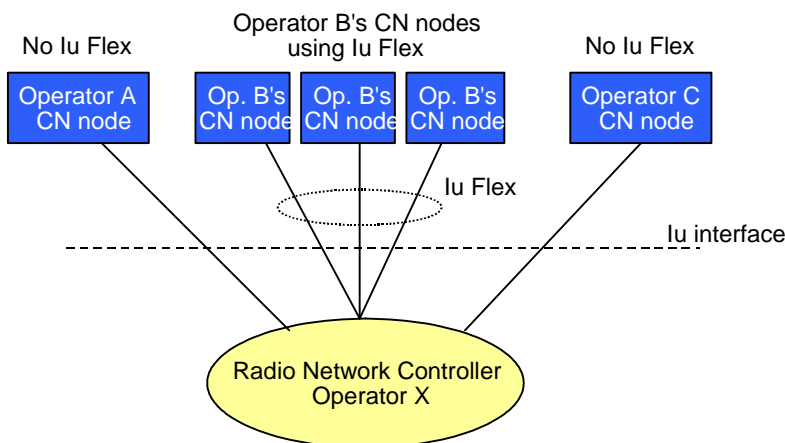 No Iu Flex
Operator B's CN nodes
using Iu Flex
No Iu Flex
Operator A
CN node
Op. B's
CN node
Op. B's
CN node
Op. B's
CN node
Operator C
CN node
Iu Flex
Iu interface
Radio Network Controller
Operator X